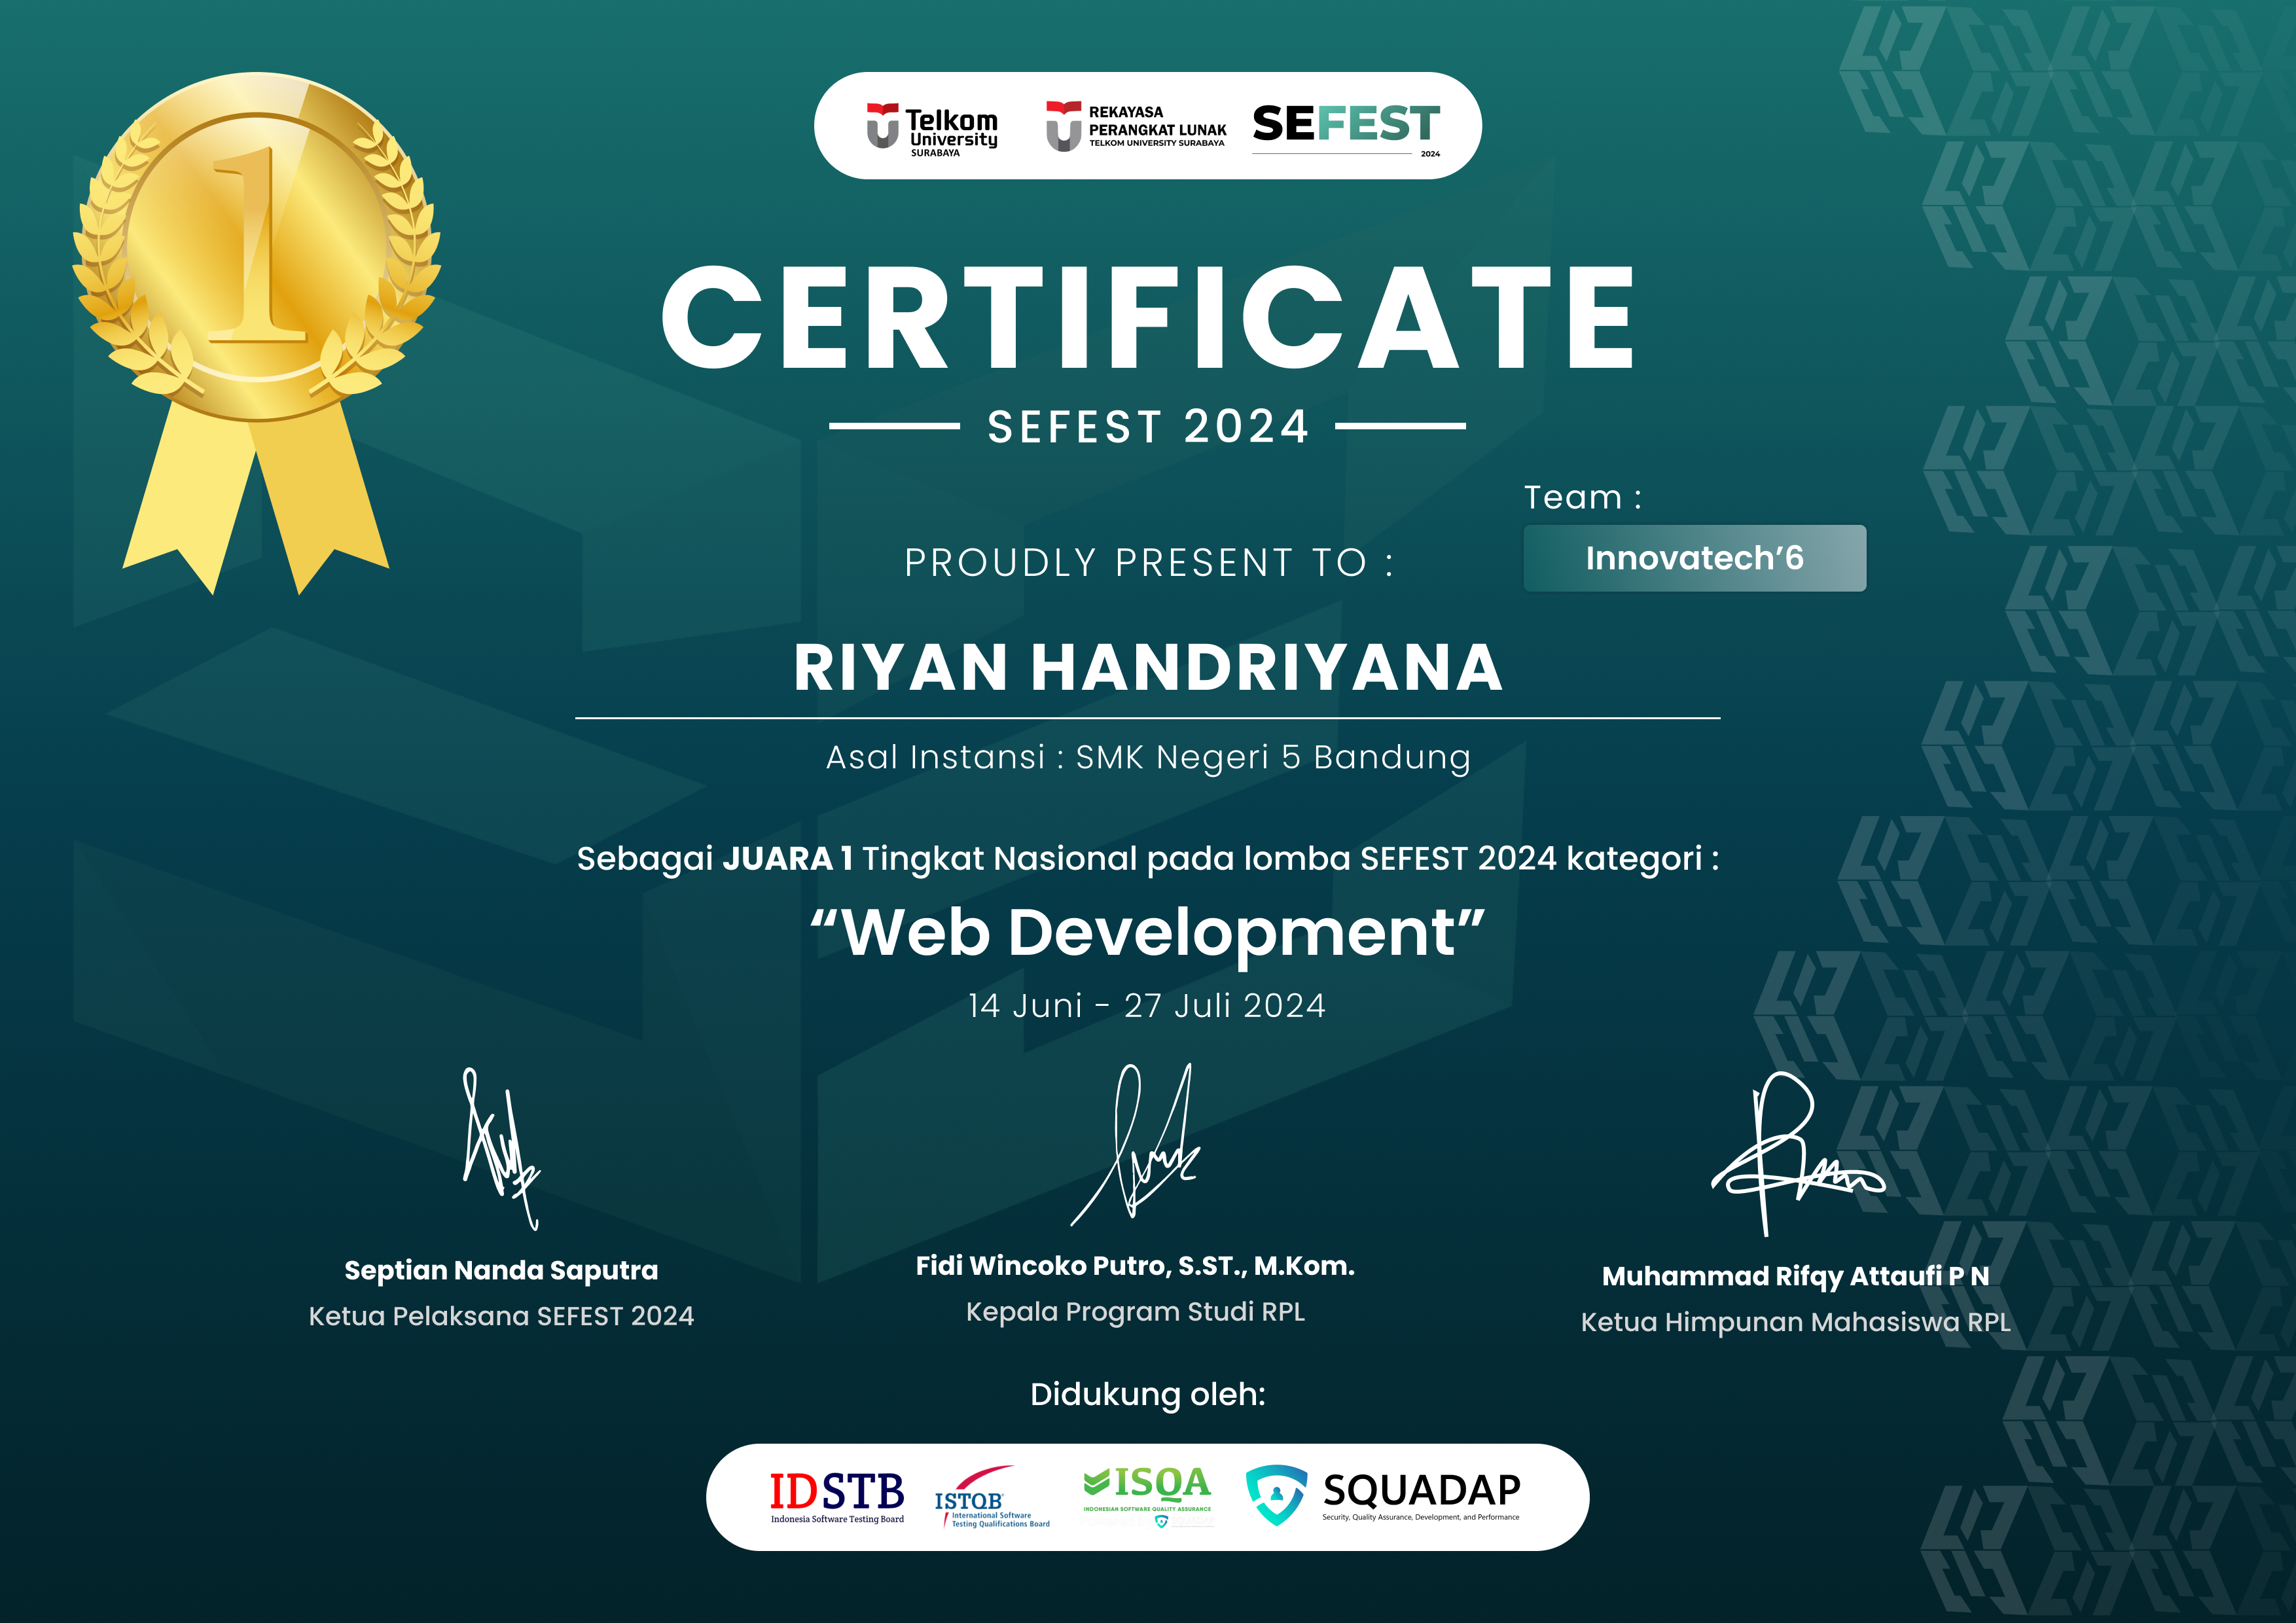 1
Telkom
University
SURABAYA
REKAYASA
PERANGKAT LUNAK
TELKOM UNIVERSITY SURABAYA
SEFEST
2024
CERTIFICATE
SEFEST 2024
Team :
Innovatech’6
PROUDLY PRESENT TO :
RIYAN HANDRIYANA
Asal Instansi : SMK Negeri 5 Bandung
Sebagai JUARA 1 Tingkat Nasional pada lomba SEFEST 2024 kategori :
“Web Development”
14 Juni - 27 Juli 2024
Septian Nanda Saputra
Ketua Pelaksana SEFEST 2024
Fidi Wincoko Putro, S.ST., M.Kom.
Kepala Program Studi RPL
Muhammad Rifqy Attaufi P N
Ketua Himpunan Mahasiswa RPL
Didukung oleh:
IDSTB
Indonesia Software Testing Board
ISTQB®
International Software
Testing Qualifications Board
ISQA
INDONESIAN SOFTWARE QUALITY ASSURANCE
SQUADAP
Security, Quality Assurance, Development, and Performance